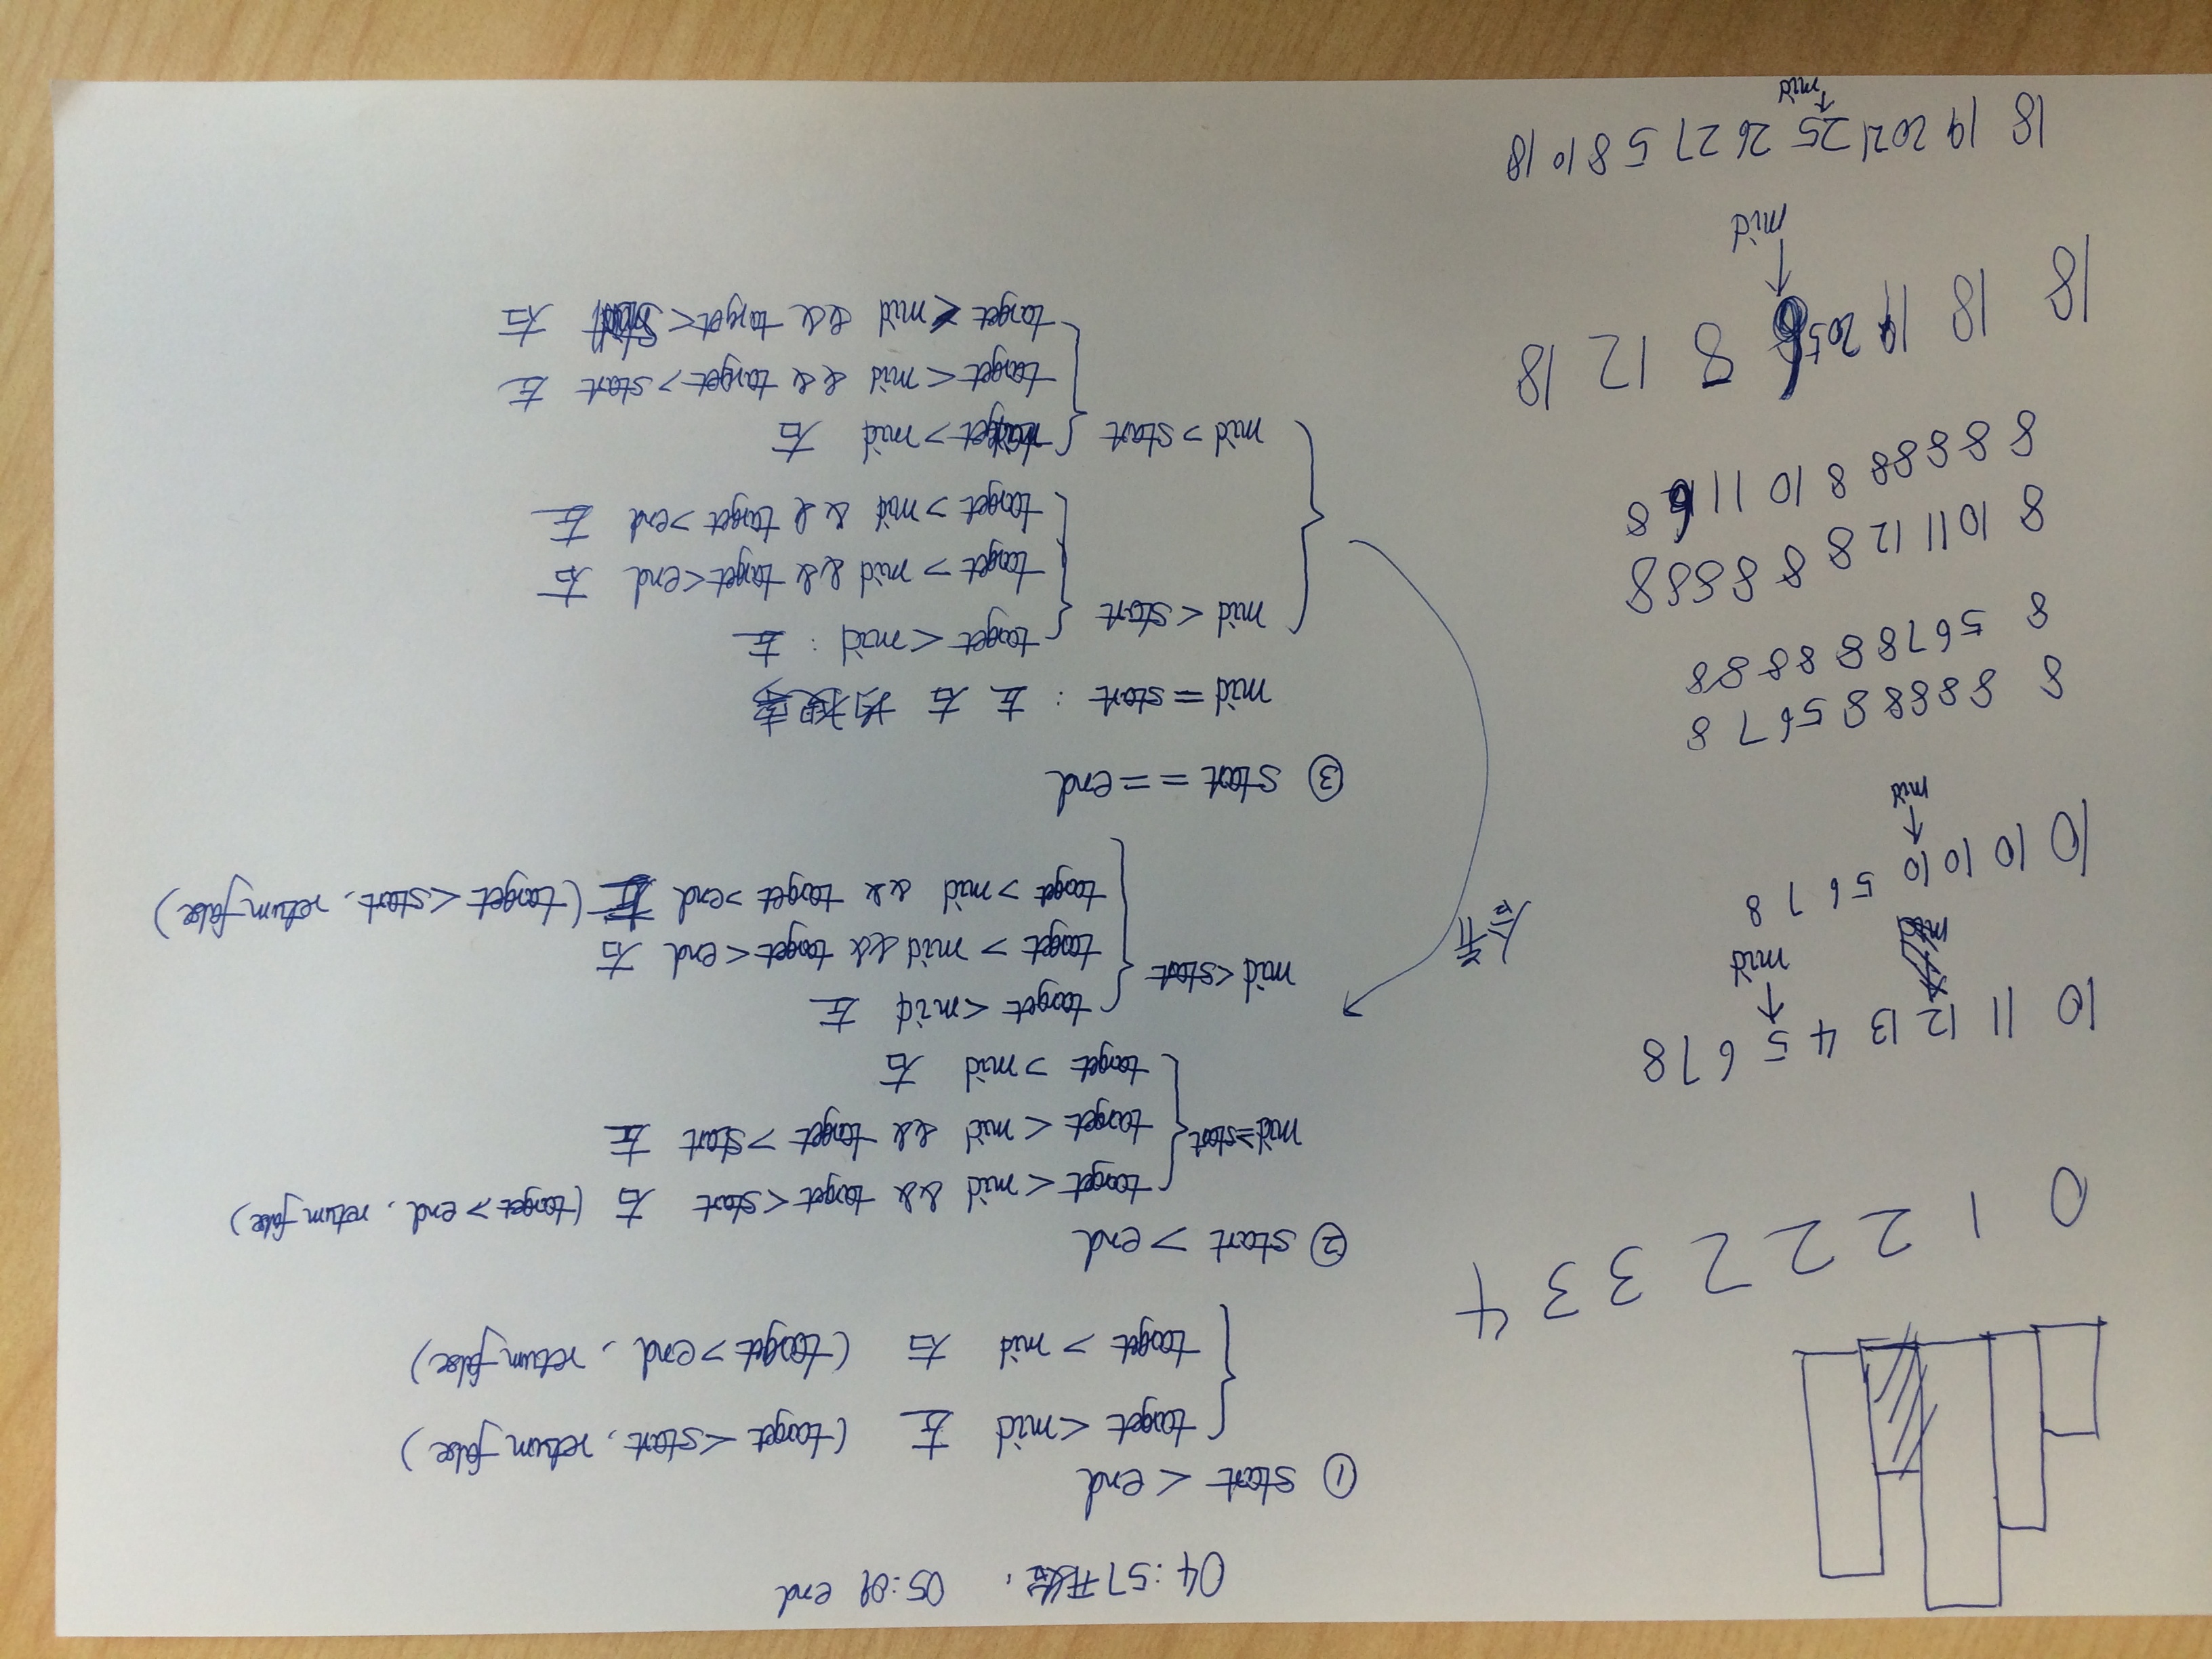 0 1 2 2 2 3 3 4
10 11 12 13 4 5 6 7 8
mid
10 10 10 10 5 6 7 8
mid
8 8 8 8 8 5 6 7 8
8 5 6 7 8 8 8 8 8 8
8 10 11 12 8 8 8 8 8 8
8 8 8 8 8 8 10 11 8
18 18 19 20 5 8 12 18
mid
18 19 20 21 25 26 27 5 8 10 18
mid
合并
04:57开始, 05:09 end
① start < end
target < mid 左 (target < start, return false)
target > mid 右 (target > end, return false)
② start > end
mid>=start
target < mid && target < start 右 (target > end, return false)
target < mid && target > start 左
target > mid 右
mid < start
target < mid 左
target > mid && target < end 右
target > mid && target > end 左 (target < start, return false)
③ start == end
mid = start : 左右均搜索
mid < start
target < mid : 左
target > mid && target < end 右
target > mid && target > end 左
mid > start
target > mid 右
target < mid && target > start 左
target < mid && target < start 右